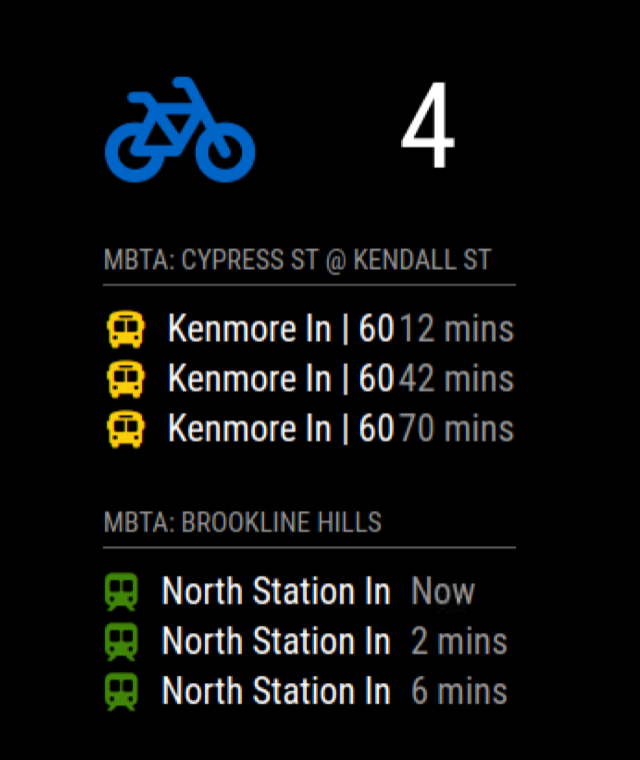 4
MBTA: CYPRESS ST @ KENDALL ST
Kenmore In | 60 12 mins
Kenmore In | 60 42 mins
Kenmore In | 60 70 mins
MBTA: BROOKLINE HILLS
North Station In Now
North Station In 2 mins
North Station In 6 mins